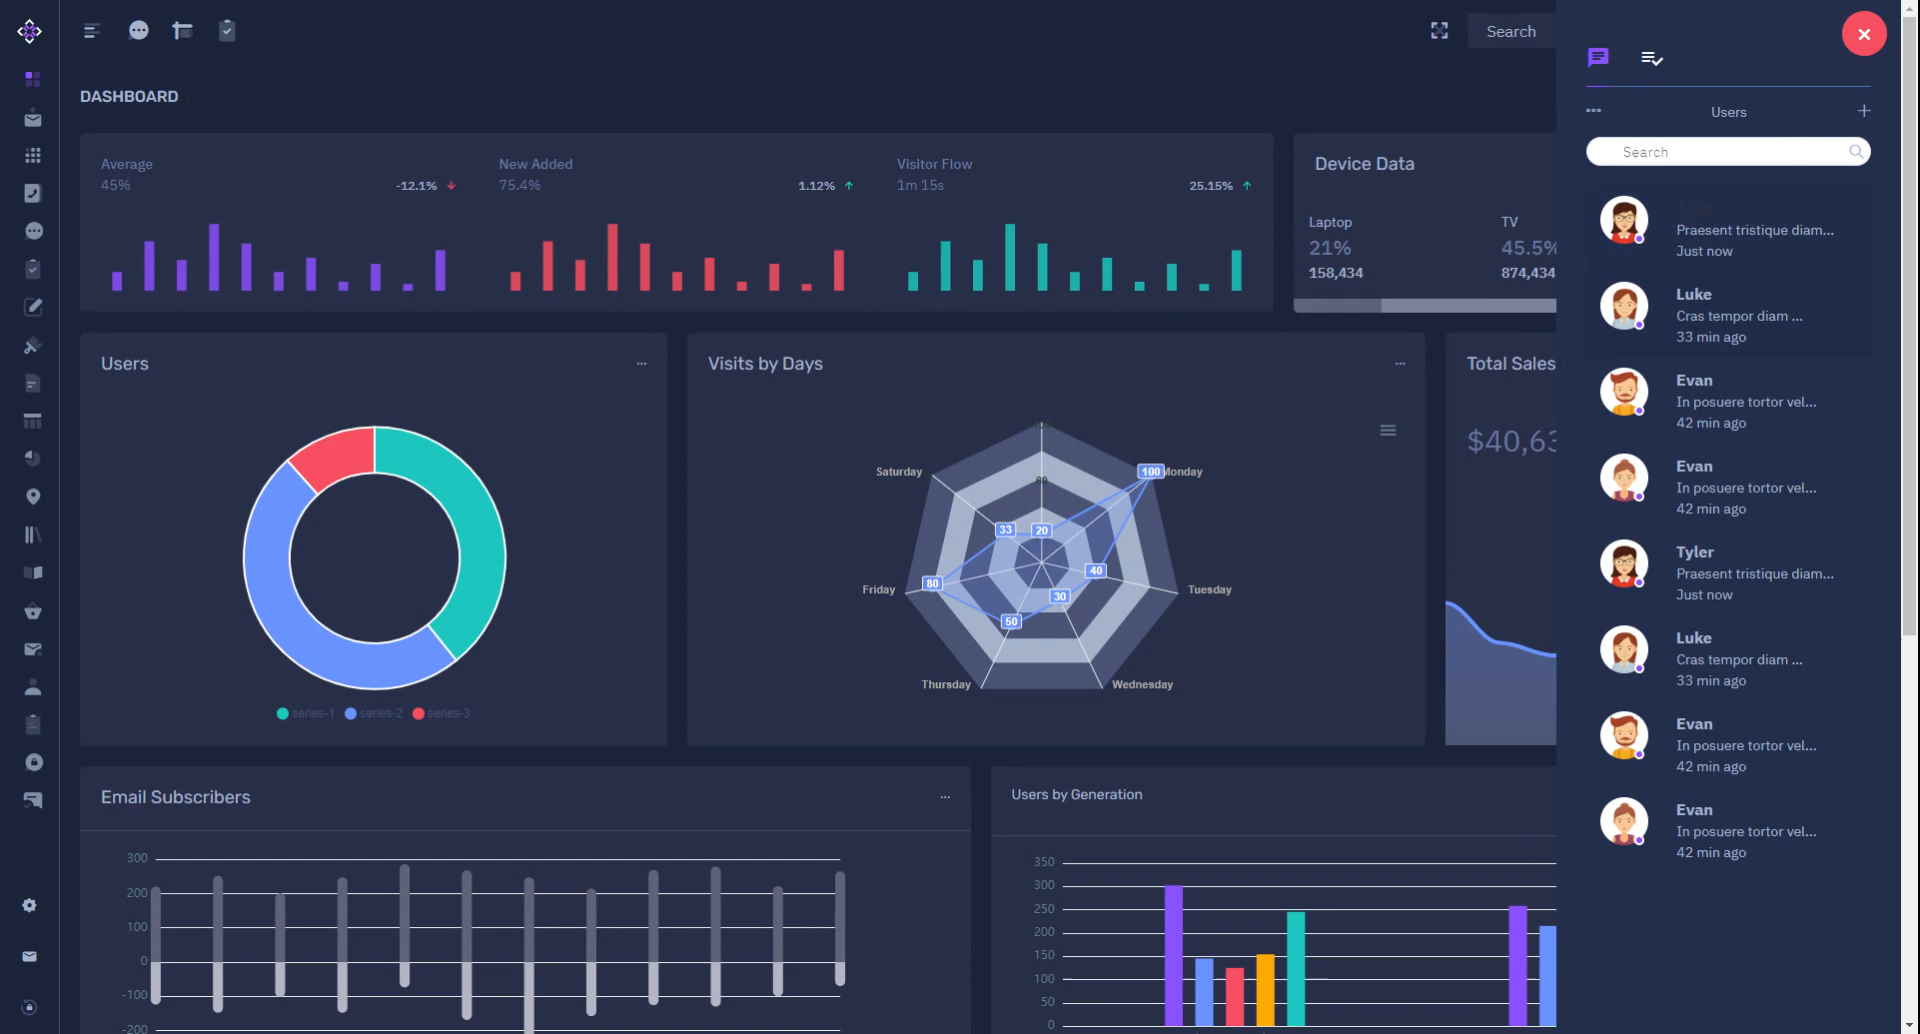 Search
DASHBOARD
Average
45%
-12.1%
New Added
75.4%
1.12%
Visitor Flow
1m 15s
25.15%
Device Data
Laptop
21%
158,434
TV
45.5%
874,434
Users
series-1
series-2
series-3
Visits by Days
Saturday
Monday
Friday
Tuesday
Thursday
Wednesday
100
33
20
80
40
30
50
80
Total Sales
$40,63
Email Subscribers
300
200
100
0
-100
-200
Users by Generation
350
300
250
200
150
100
50
0
Users
Search
Praesent tristique diam...
Just now
Luke
Cras tempor diam ...
33 min ago
Evan
In posuere tortor vel...
42 min ago
Evan
In posuere tortor vel...
42 min ago
Tyler
Praesent tristique diam...
Just now
Luke
Cras tempor diam ...
33 min ago
Evan
In posuere tortor vel...
42 min ago
Evan
In posuere tortor vel...
42 min ago